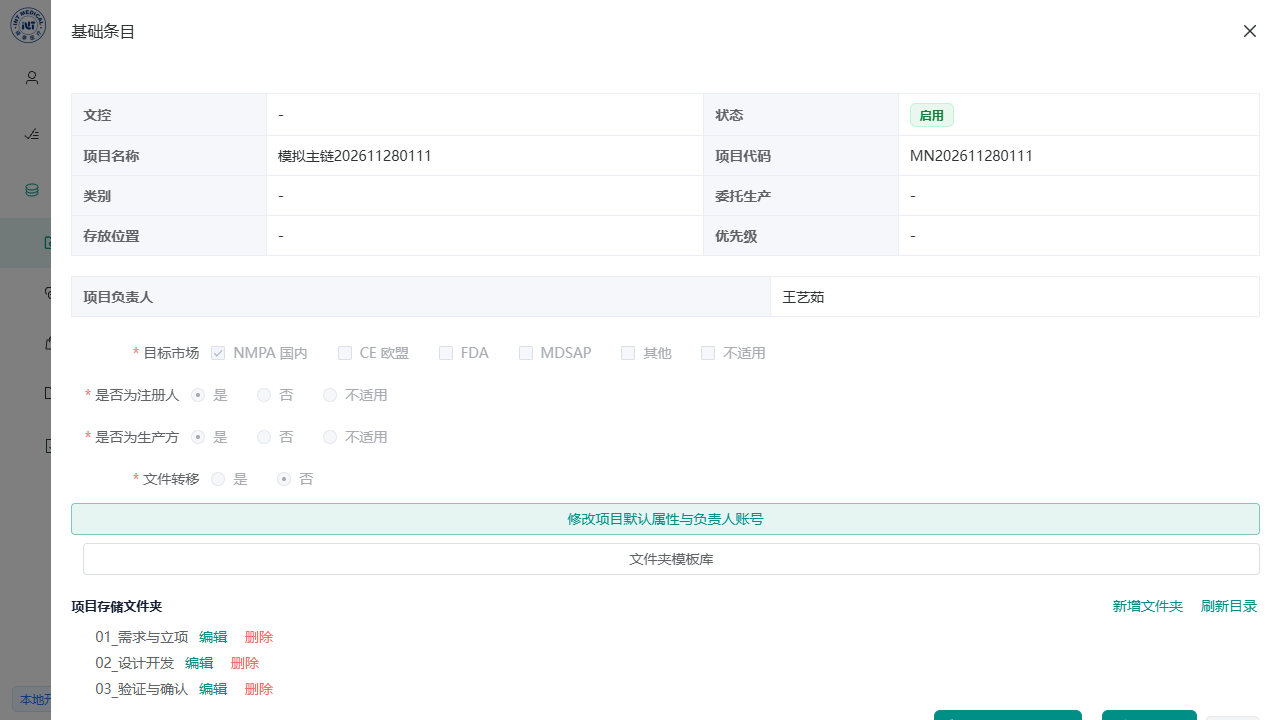 基础条目
文控 - 状态 启用
项目名称 模拟主链202611280111 项目代码 MN202611280111
类别 - 委托生产 -
存放位置 - 优先级 -
项目负责人 王艺茹
* 目标市场 NMPA 国内 CE 欧盟 FDA MDSAP 其他 不适用
* 是否为注册人 是 否 不适用
* 是否为生产方 是 否 不适用
* 文件转移 是 否
修改项目默认属性与负责人账号
文件夹模板库
项目存储文件夹 新增文件夹 刷新目录
01_需求与立项 编辑 删除
02_设计开发 编辑 删除
03_验证与确认 编辑 删除
本地开